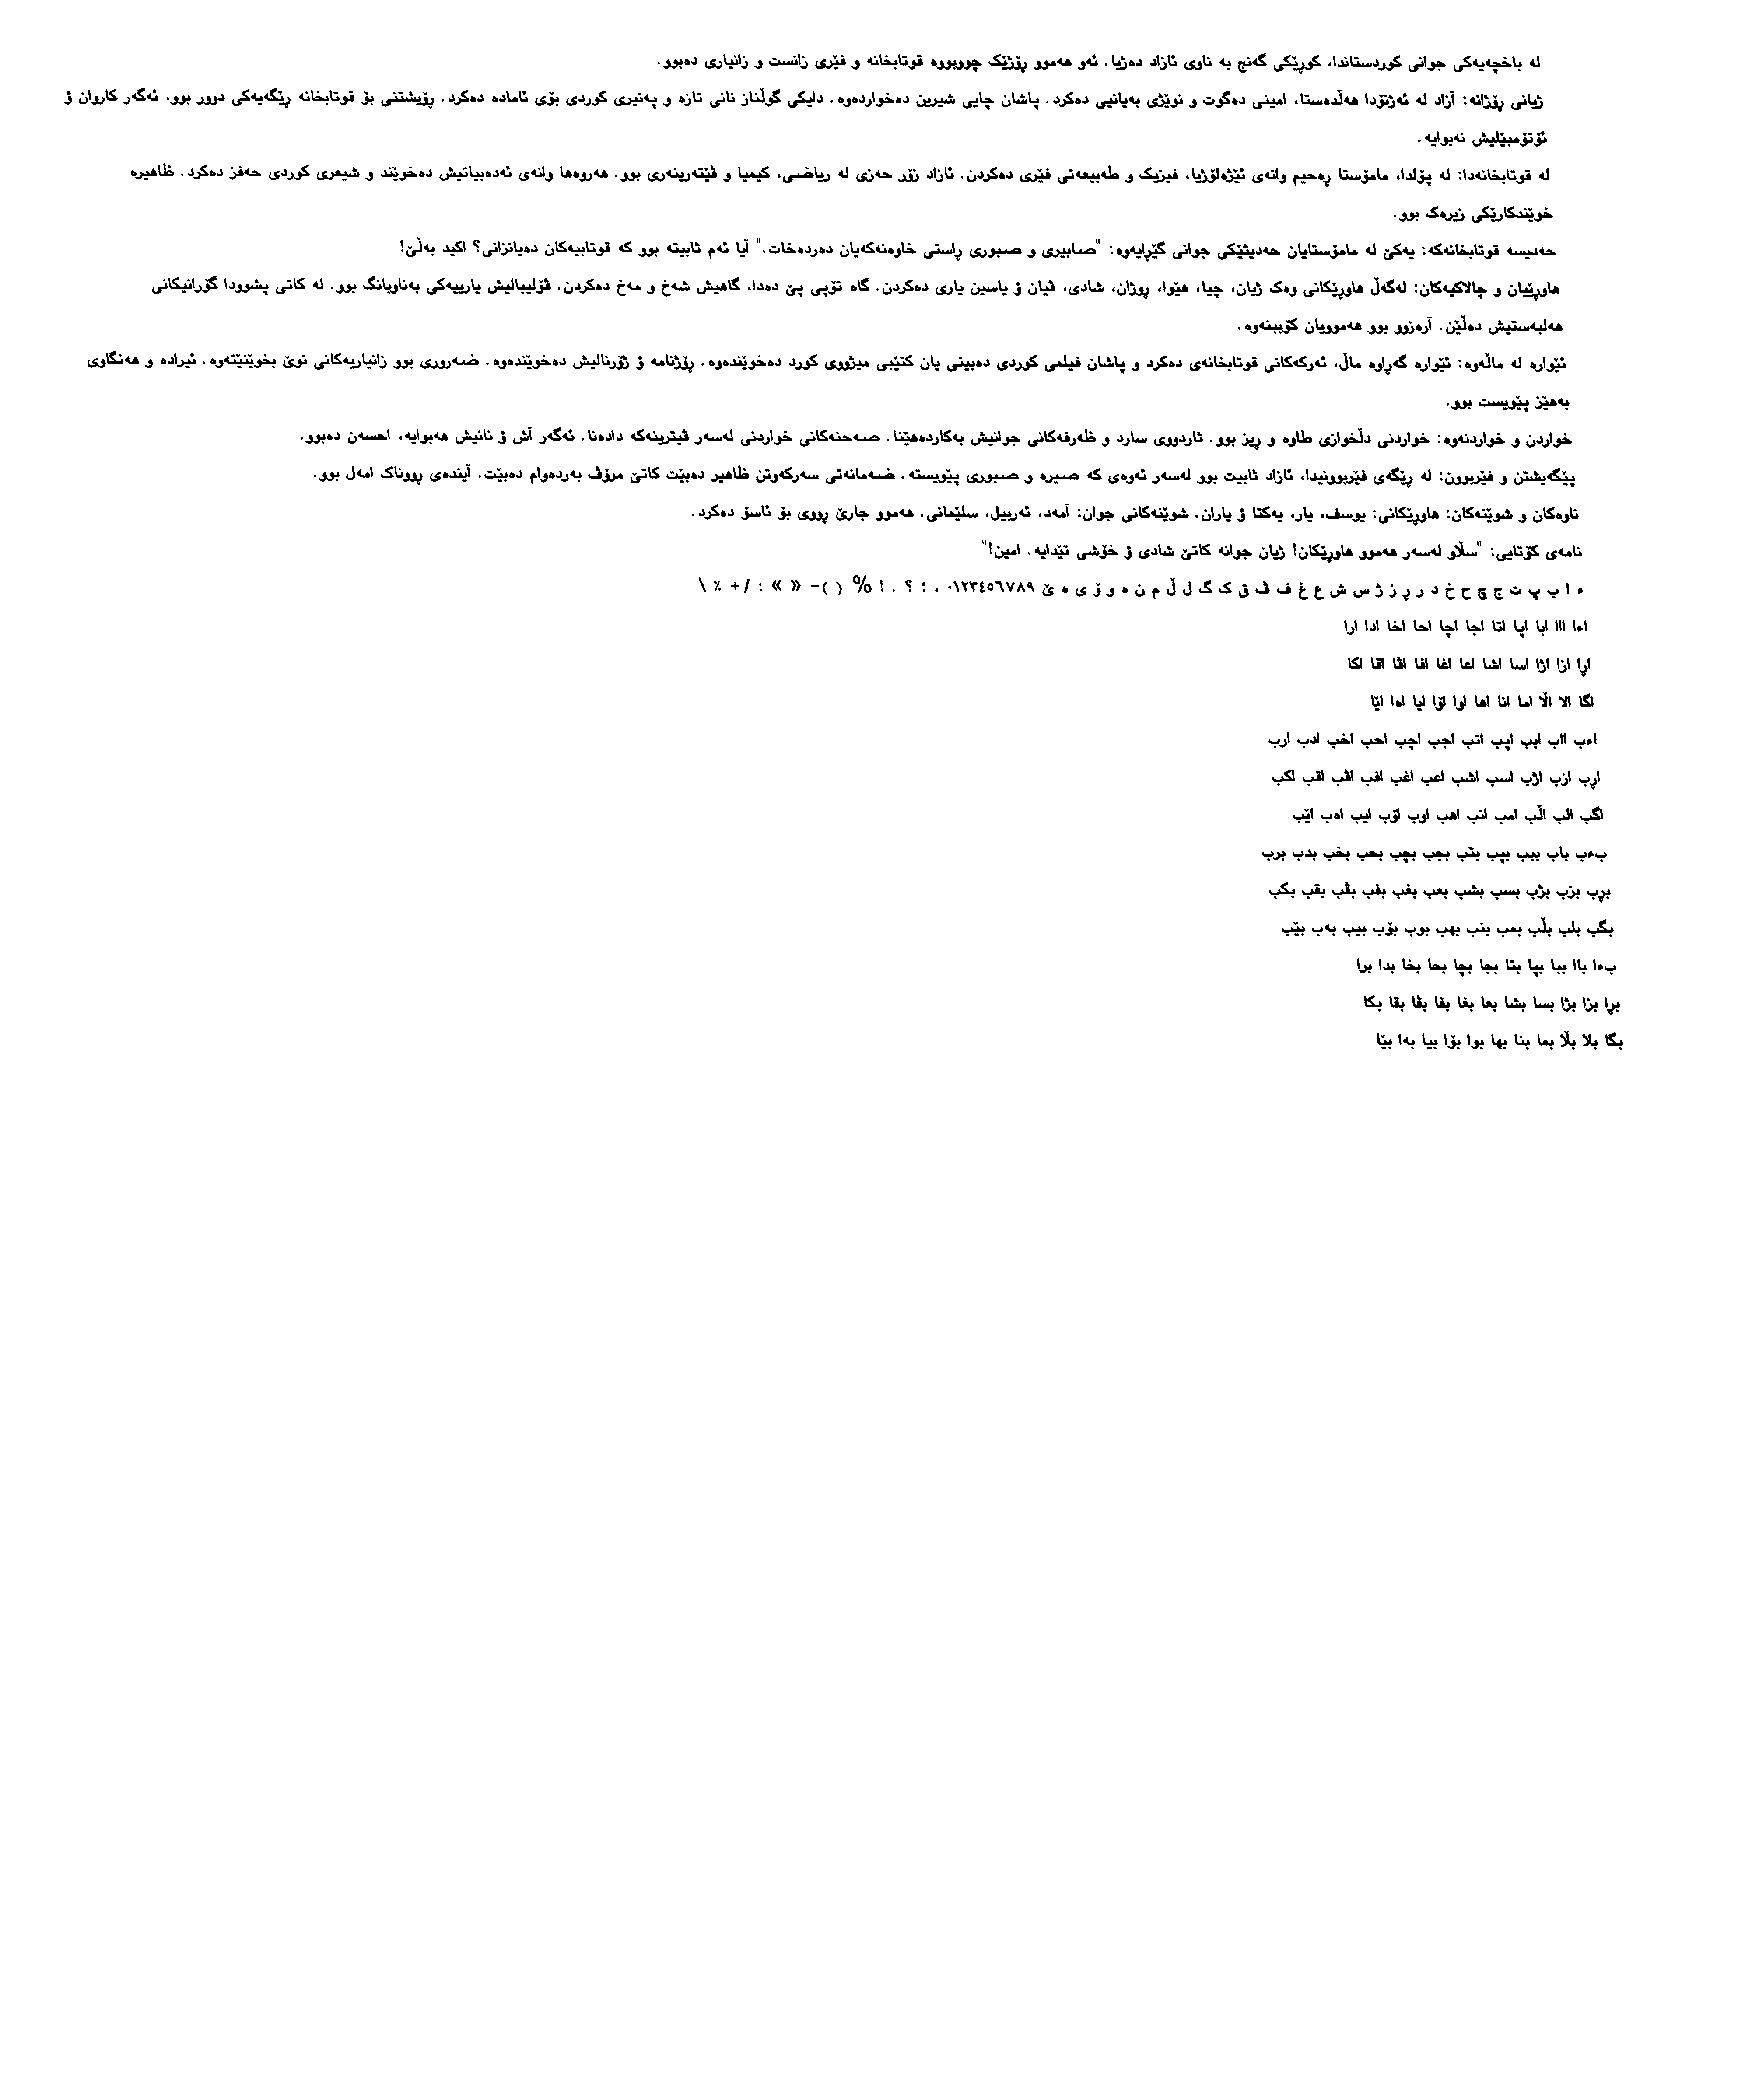 لە باخچەیەکی جوانی کوردستاندا، کوڕێکی گەنج بە ناوی ئازاد دەژیا. ئەو هەموو ڕۆژێک چووبووە قوتابخانە و فێری زانست و زانیاری دەبوو.
ژیانی ڕۆژانە: آزاد لە ئەژنۆدا هەڵدەستا، امینی دەگوت و نوێژی بەیانیی دەکرد. پاشان چایی شیرین دەخواردەوە. دایکی گوڵناز نانی تازە و پەنیری کوردی بۆی ئامادە دەکرد. ڕۆیشتنی بۆ قوتابخانە ڕێگەیەکی دوور بوو، ئەگەر کاروان ؤ
ئۆتۆمبێلیش نەبوایە.
لە قوتابخانەدا: لە پۆلدا، مامۆستا ڕەحیم وانەی ئێژەلۆژیا، فیزیک و طەبیعەتی فێری دەکردن. ئازاد زۆر حەزی لە ریاضی، کیمیا و ڤێتەرینەری بوو. هەروەها وانەی ئەدەبیاتیش دەخوێند و شیعری کوردی حەفز دەکرد. ظاهیرە
خوێندکارێکی زیرەک بوو.
حەدیسە قوتابخانەکە: یەکێ لە مامۆستایان حەدیثێکی جوانی گێڕایەوە: "صابیری و صبوری ڕاستی خاوەنەکەیان دەردەخات." آیا ئەم ثابیتە بوو کە قوتابیەکان دەیانزانی؟ اکید بەڵێ!
هاوڕێیان و چالاکیەکان: لەگەڵ هاوڕێکانی وەک ژیان، چیا، هێوا، ڕوژان، شادی، ڤیان ؤ یاسین یاری دەکردن. گاە تۆپی پێ دەدا، گاهیش شەخ و مەخ دەکردن. ڤۆلیبالیش یارییەکی بەناوبانگ بوو. لە کاتی پشوودا گۆرانیکانی
هەلبەستیش دەڵێن. آرەزوو بوو هەموویان کۆببنەوە.
ئێوارە لە ماڵەوە: ئێوارە گەڕاوە ماڵ، ئەرکەکانی قوتابخانەی دەکرد و پاشان فیلمی کوردی دەبینی یان کتێبی میژووی کورد دەخوێندەوە. ڕۆژنامە ؤ ژۆرنالیش دەخوێندەوە. ضەروری بوو زانیاریەکانی نوێ بخوێنێتەوە. ئیرادە و هەنگاوی
بەهێز پێویست بوو.
خواردن و خواردنەوە: خواردنی دڵخوازی طاوە و ڕیز بوو. ثاردووی سارد و ظەرفەکانی جوانیش بەکاردەهێنا. صەحنەکانی خواردنی لەسەر ڤیترینەکە دادەنا. ئەگەر آش ؤ نانیش هەبوایە، احسەن دەبوو.
پێگەیشتن و فێربوون: لە ڕێگەی فێربوونیدا، ئازاد ثابیت بوو لەسەر ئەوەی کە صبرە و صبوری پێویستە. ضەمانەتی سەرکەوتن ظاهیر دەبێت کاتێ مرۆڤ بەردەوام دەبێت. آیندەی ڕووناک امەل بوو.
ناوەکان و شوێنەکان: هاوڕێکانی: یوسف، یار، یەکتا ؤ یاران. شوێنەکانی جوان: آمەد، ئەربیل، سلێمانی. هەموو جارێ ڕووی بۆ ئاسۆ دەکرد.
نامەی کۆتایی: "سڵاو لەسەر هەموو هاوڕێکان! ژیان جوانە کاتێ شادی ؤ خۆشی تێدایە. امین!"
ء ا ب پ ت ج چ ح خ د ر ڕ ز ژ س ش ع غ ف ڤ ق ک گ ل ڵ م ن ە و ۆ ی ە ێ ٠١٢٣٤٥٦٧٨٩ ، ؛ ؟ . ! % ( )- « » : /+ ٪ \
اءا ااا ابا اپا اتا اجا اچا احا اخا ادا ارا
اڕا ازا اژا اسا اشا اعا اغا افا اڤا اقا اکا
اگا الا اڵا اما انا اها اوا اۆا ایا اەا اێا
اءب ااب ابب اپب اتب اجب اچب احب اخب ادب ارب
اڕب ازب اژب اسب اشب اعب اغب افب اڤب اقب اکب
اگب الب اڵب امب انب اهب اوب اۆب ایب اەب اێب
بءب باب ببب بپب بتب بجب بچب بحب بخب بدب برب
بڕب بزب بژب بسب بشب بعب بغب بفب بڤب بقب بکب
بگب بلب بڵب بمب بنب بهب بوب بۆب بیب بەب بێب
بءا باا ببا بپا بتا بجا بچا بحا بخا بدا برا
بڕا بزا بژا بسا بشا بعا بغا بفا بڤا بقا بکا
بگا بلا بڵا بما بنا بها بوا بۆا بیا بەا بێا